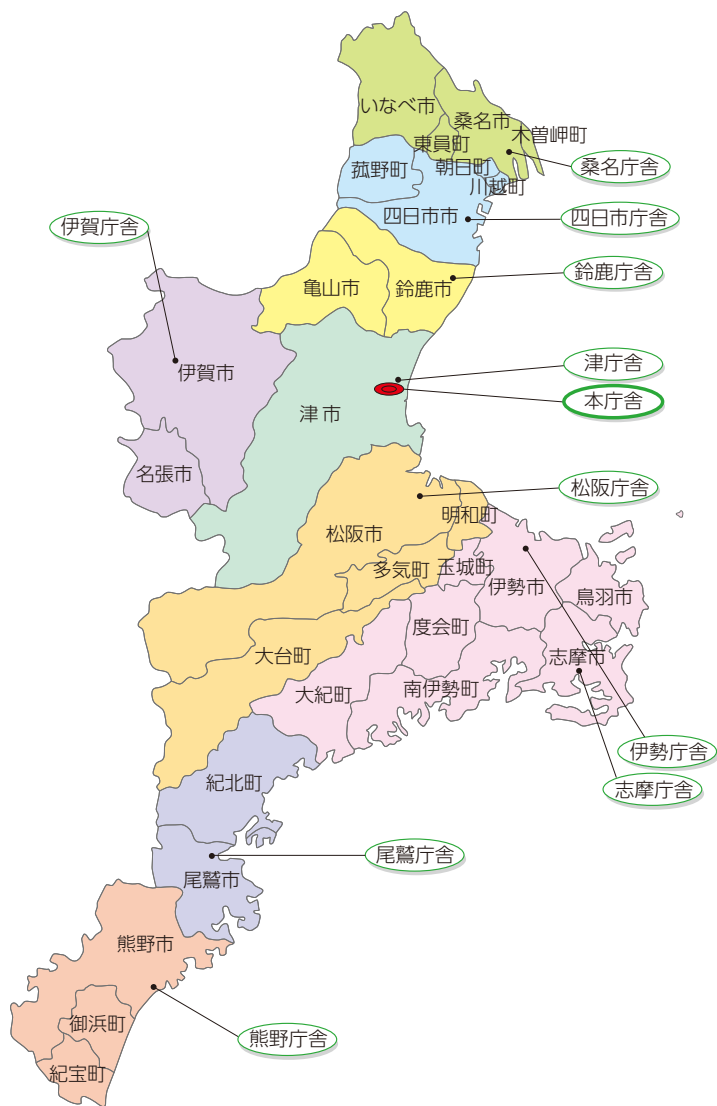 いなべ市
桑名市
木曽岬町
東員町
桑名庁舎
朝日町
菰野町
川越町
四日市市
四日市庁舎
伊賀庁舎
鈴鹿庁舎
亀山市
鈴鹿市
津庁舎
伊賀市
本庁舎
津市
名張市
松阪庁舎
明和町
松阪市
多気町
玉城町
伊勢市
鳥羽市
度会町
大台町
志摩市
大紀町
南伊勢町
伊勢庁舎
紀北町
志摩庁舎
尾鷲庁舎
尾鷲市
熊野市
御浜町
熊野庁舎
紀宝町